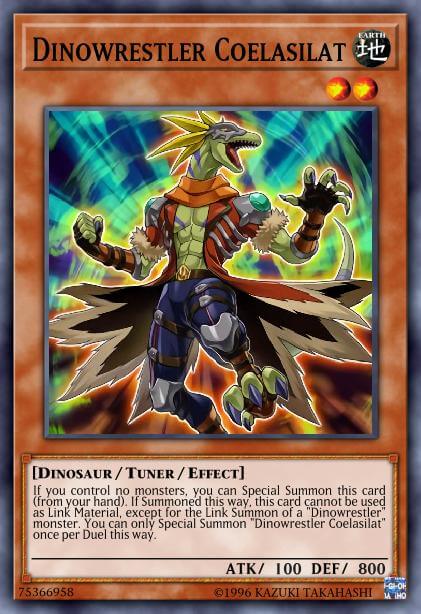 DINOWRESTLER COELASILAT
EARTH
地
[DINOSAUR / TUNER / EFFECT]
If you control no monsters, you can Special Summon this card
(from your hand). If Summoned this way, this card cannot be used
as Link Material, except for the Link Summon of a "Dinowrestler"
monster. You can only Special Summon "Dinowrestler Coelasilat"
once per Duel this way.
ATK/ 100 DEF/ 800
75366958
©1996 KAZUKI TAKAHASHI